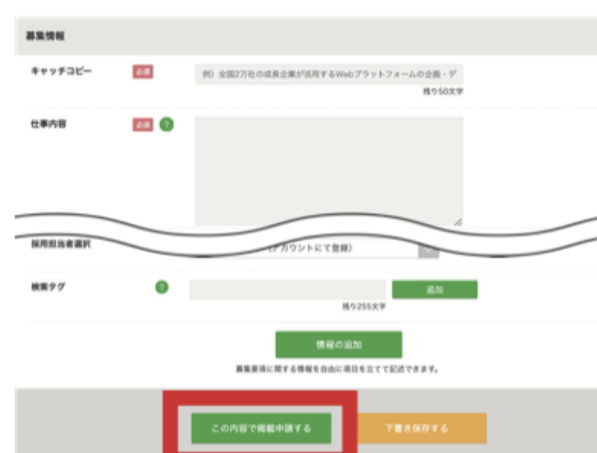 募集情報
キャッチコピー 必須 例）全国2万社の成長企業が活用するWebプラットフォームの企画・デ
残り50文字
仕事内容 必須 ?
採用担当者選択 (アカウントにて登録)
検索タグ ? 追加
残り255文字
情報の追加
募集要項に関する情報を自由に項目を立てて記述できます。
この内容で掲載申請する 下書き保存する